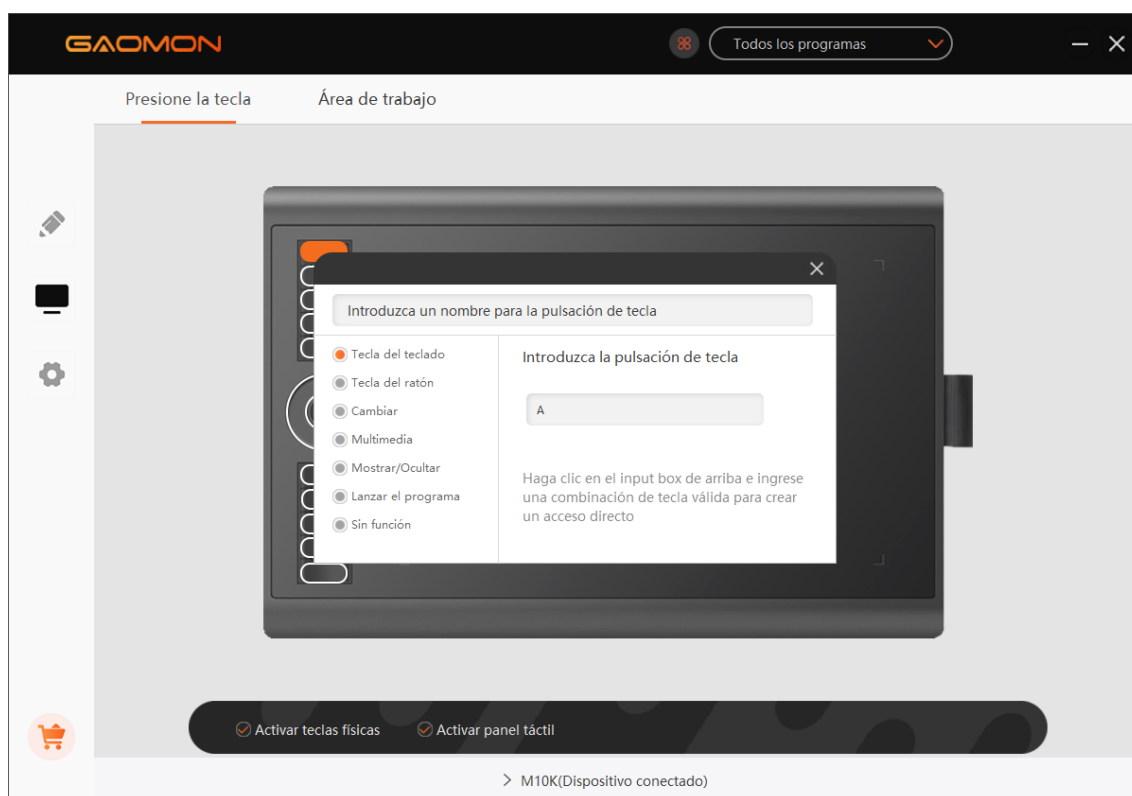 GAOMON
Todos los programas
Presione la tecla
Área de trabajo
Introduzca un nombre para la pulsación de tecla
Tecla del teclado
Tecla del ratón
Cambiar
Multimedia
Mostrar/Ocultar
Lanzar el programa
Sin función
Introduzca la pulsación de tecla
A
Haga clic en el input box de arriba e ingrese
una combinación de tecla válida para crear
un acceso directo
Activar teclas físicas
Activar panel táctil
M10K(Dispositivo conectado)